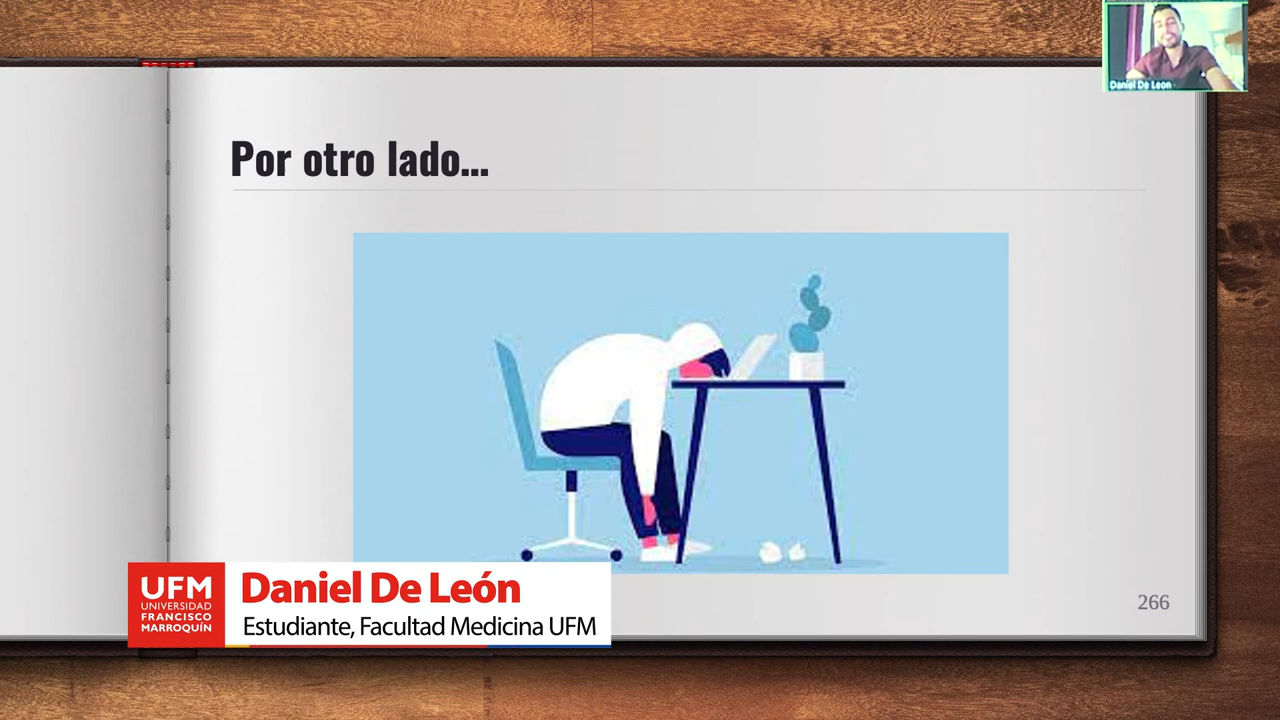 Daniel De Leon
Por otro lado...
UFM
UNIVERSIDAD
FRANCISCO
MARROQUÍN
Daniel De León
Estudiante, Facultad Medicina UFM
266